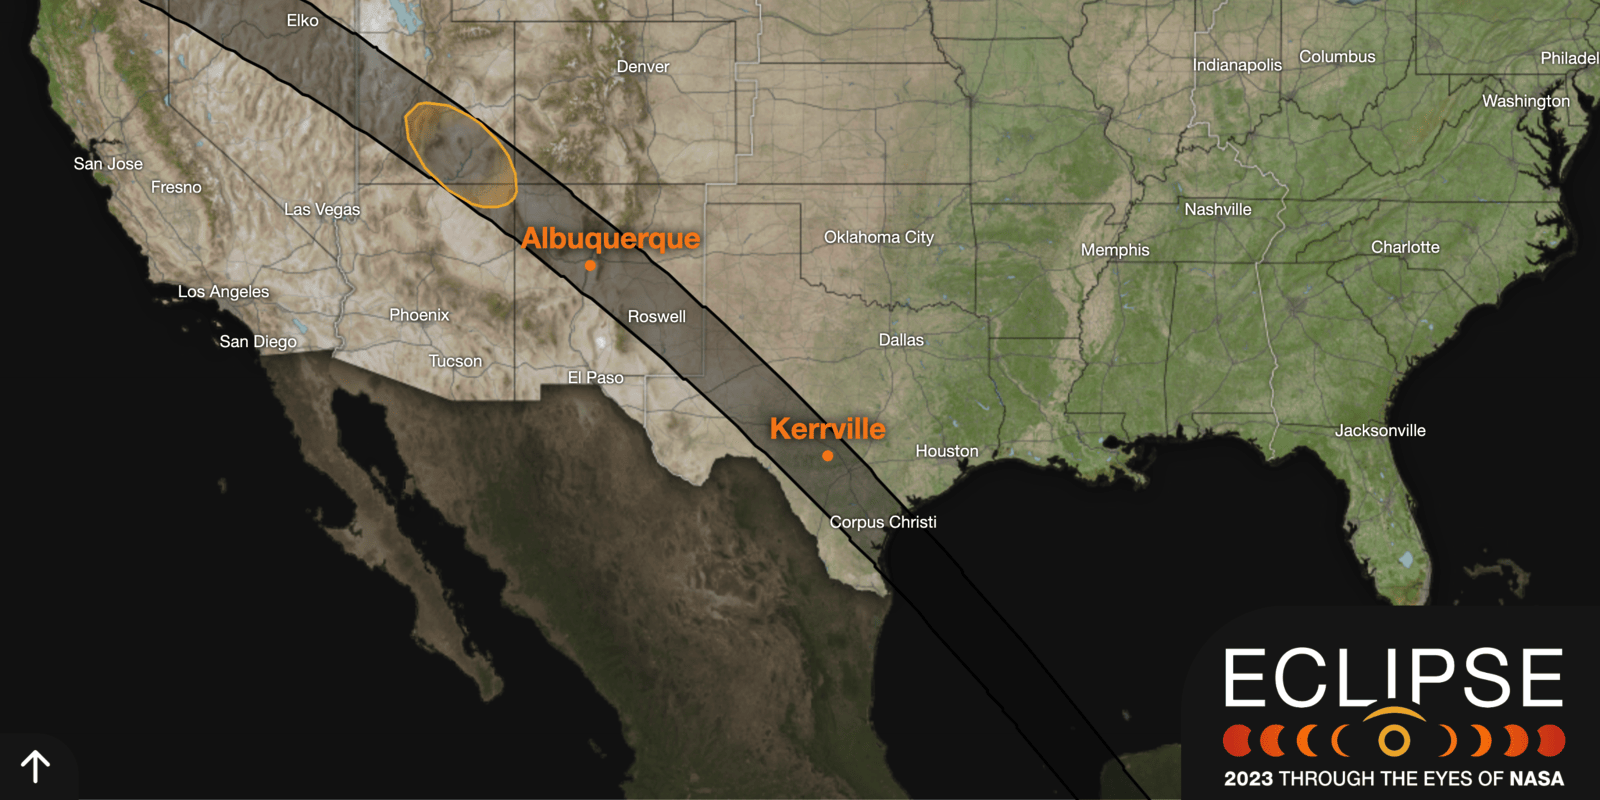 Elko
Denver
Indianapolis
Columbus
Philadel
Washington
San Jose
Fresno
Las Vegas
Nashville
Albuquerque
Oklahoma City
Memphis
Charlotte
Los Angeles
Phoenix
Roswell
San Diego
Dallas
Tucson
El Paso
Kerrville
Jacksonville
Houston
Corpus Christi
ECLIPSE
2023 THROUGH THE EYES OF NASA